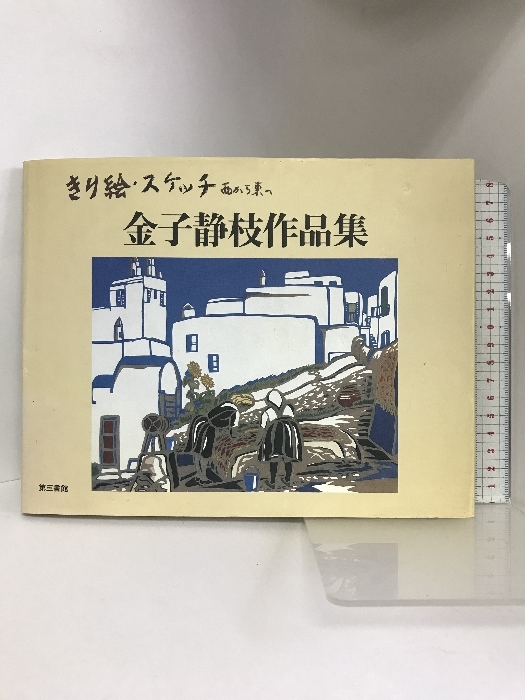 きり絵・スケッチ 西から東へ
金子静枝作品集
第三書館